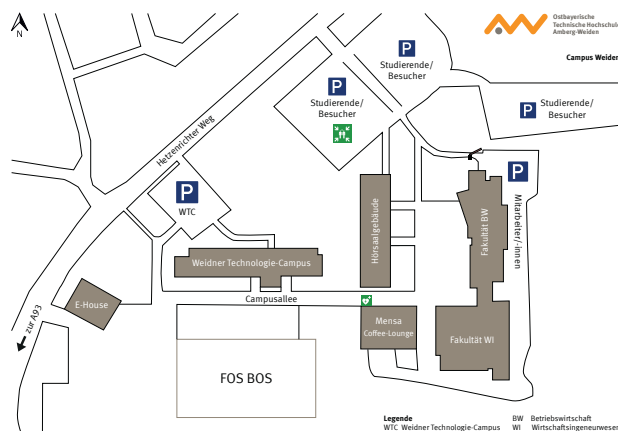 N
Ostbayerische
Technische Hochschule
Amberg-Weiden
Campus Weiden
P
Studierende/
Besucher
P
Studierende/
Besucher
P
Studierende/
Besucher
Hetzenrichter Weg
P
WTC
P
Mitarbeiter/-innen
Hörsaalgebäude
Fakultät BW
Weidner Technologie-Campus
Campusallee
E-House
zur A93
Mensa
Coffee-Lounge
Fakultät WI
FOS BOS
Legende
WTC Weidner Technologie-Campus
BW Betriebswirtschaft
WI Wirtschaftsingeneurwesen